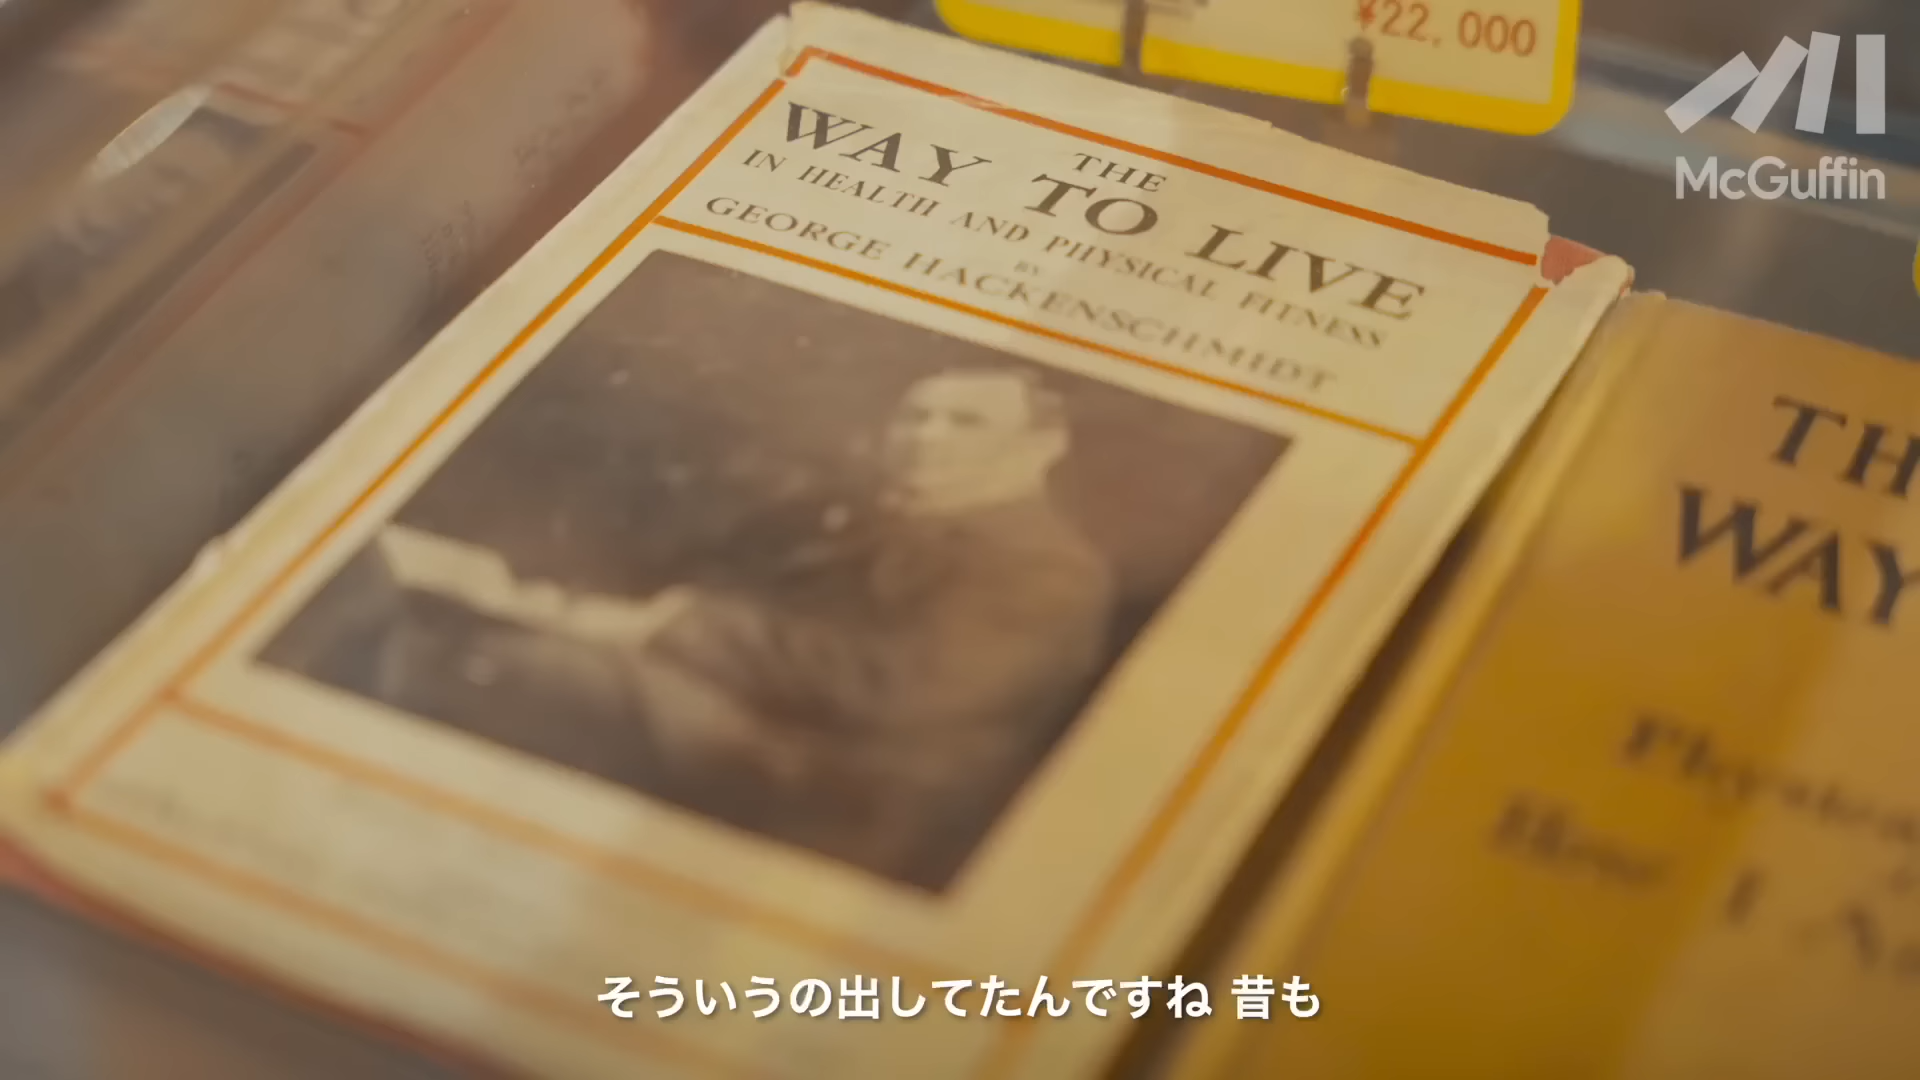 ¥22,000
McGuffin
THE
WAY TO LIVE
IN HEALTH AND PHYSICAL FITNESS
BY
GEORGE HACKENSCHMIDT
TH
WAY
How I A
そういうの出してたんですね 昔も